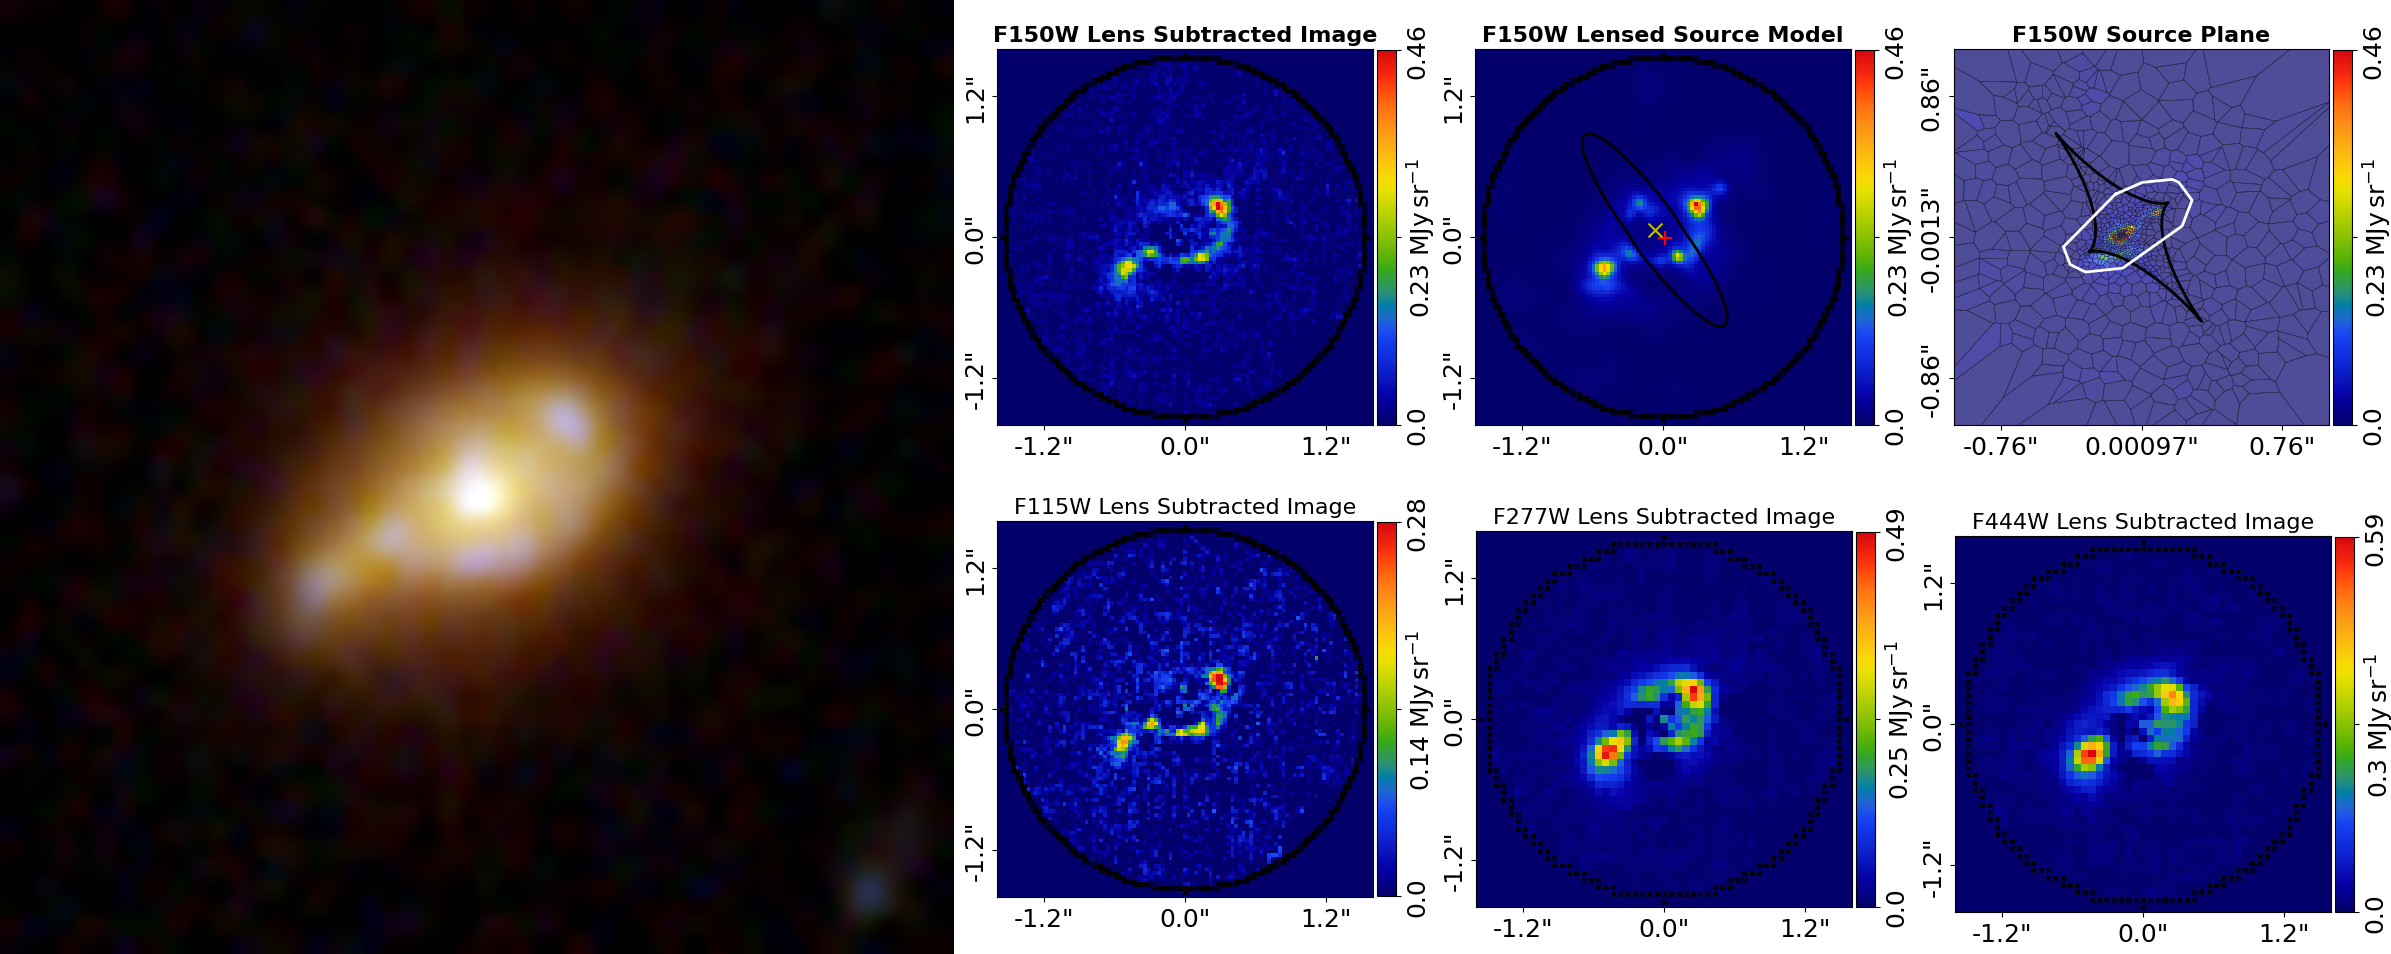 F150W Lens Subtracted Image
1.2"
0.0"
-1.2"
-1.2" 0.0" 1.2"
0.46
0.23 MJy sr⁻¹
0.0
F150W Lensed Source Model
1.2"
0.0"
-1.2"
-1.2" 0.0" 1.2"
0.46
0.23 MJy sr⁻¹
0.0
F150W Source Plane
0.86"
-0.0013"
-0.86"
-0.76" 0.00097" 0.76"
0.46
0.23 MJy sr⁻¹
0.0
F115W Lens Subtracted Image
1.2"
0.0"
-1.2"
-1.2" 0.0" 1.2"
0.28
0.14 MJy sr⁻¹
0.0
F277W Lens Subtracted Image
1.2"
0.0"
-1.2"
-1.2" 0.0" 1.2"
0.49
0.25 MJy sr⁻¹
0.0
F444W Lens Subtracted Image
1.2"
0.0"
-1.2"
-1.2" 0.0" 1.2"
0.59
0.3 MJy sr⁻¹
0.0